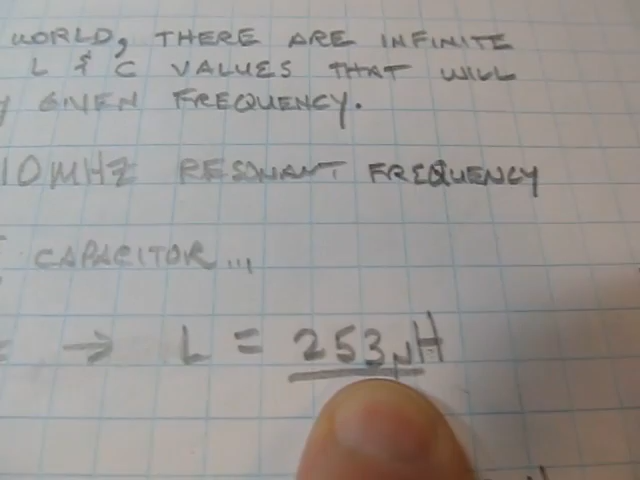 WORLD, THERE ARE INFINITE
L & C VALUES THAT WILL
GIVEN FREQUENCY.
10MHZ RESONANT FREQUENCY
CAPACITOR...
= → L = 253µH